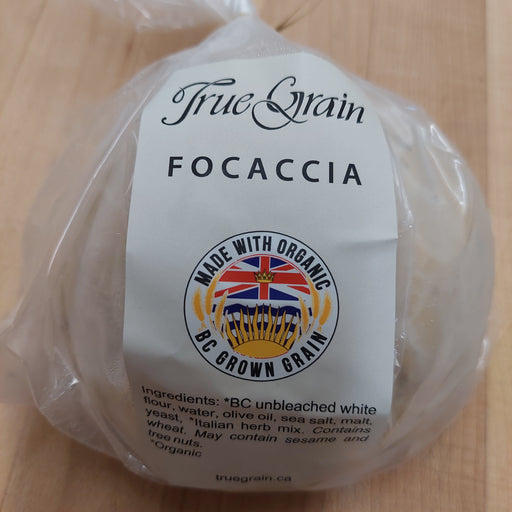 True Grain
FOCACCIA
MADE WITH ORGANIC
BC GROWN GRAIN
Ingredients: *BC unbleached white
flour, water, olive oil, sea salt, malt,
yeast, *Italian herb mix. Contains
wheat. May contain sesame and
tree nuts.
*Organic
truegrain.ca